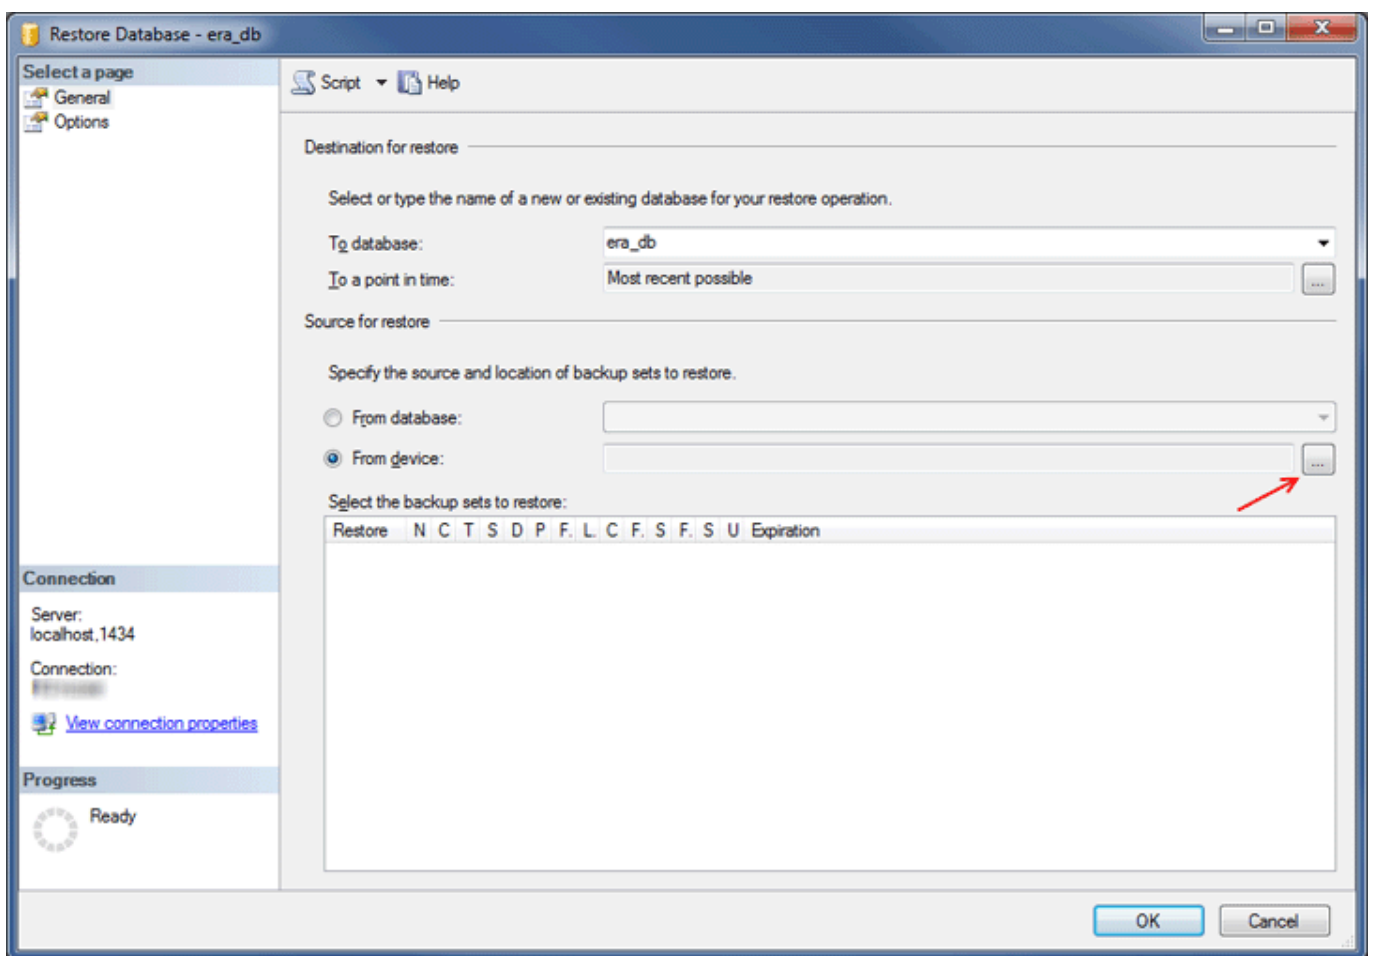 Restore Database - era_db
Select a page
General
Options
Script Help
Destination for restore
Select or type the name of a new or existing database for your restore operation.
To database: era_db
To a point in time: Most recent possible ...
Source for restore
Specify the source and location of backup sets to restore.
From database:
From device: ...
Select the backup sets to restore:
Restore N C T S D P F. L. C F. S F. S U Expiration
Connection
Server:
localhost,1434
Connection:
View connection properties
Progress
Ready
OK Cancel